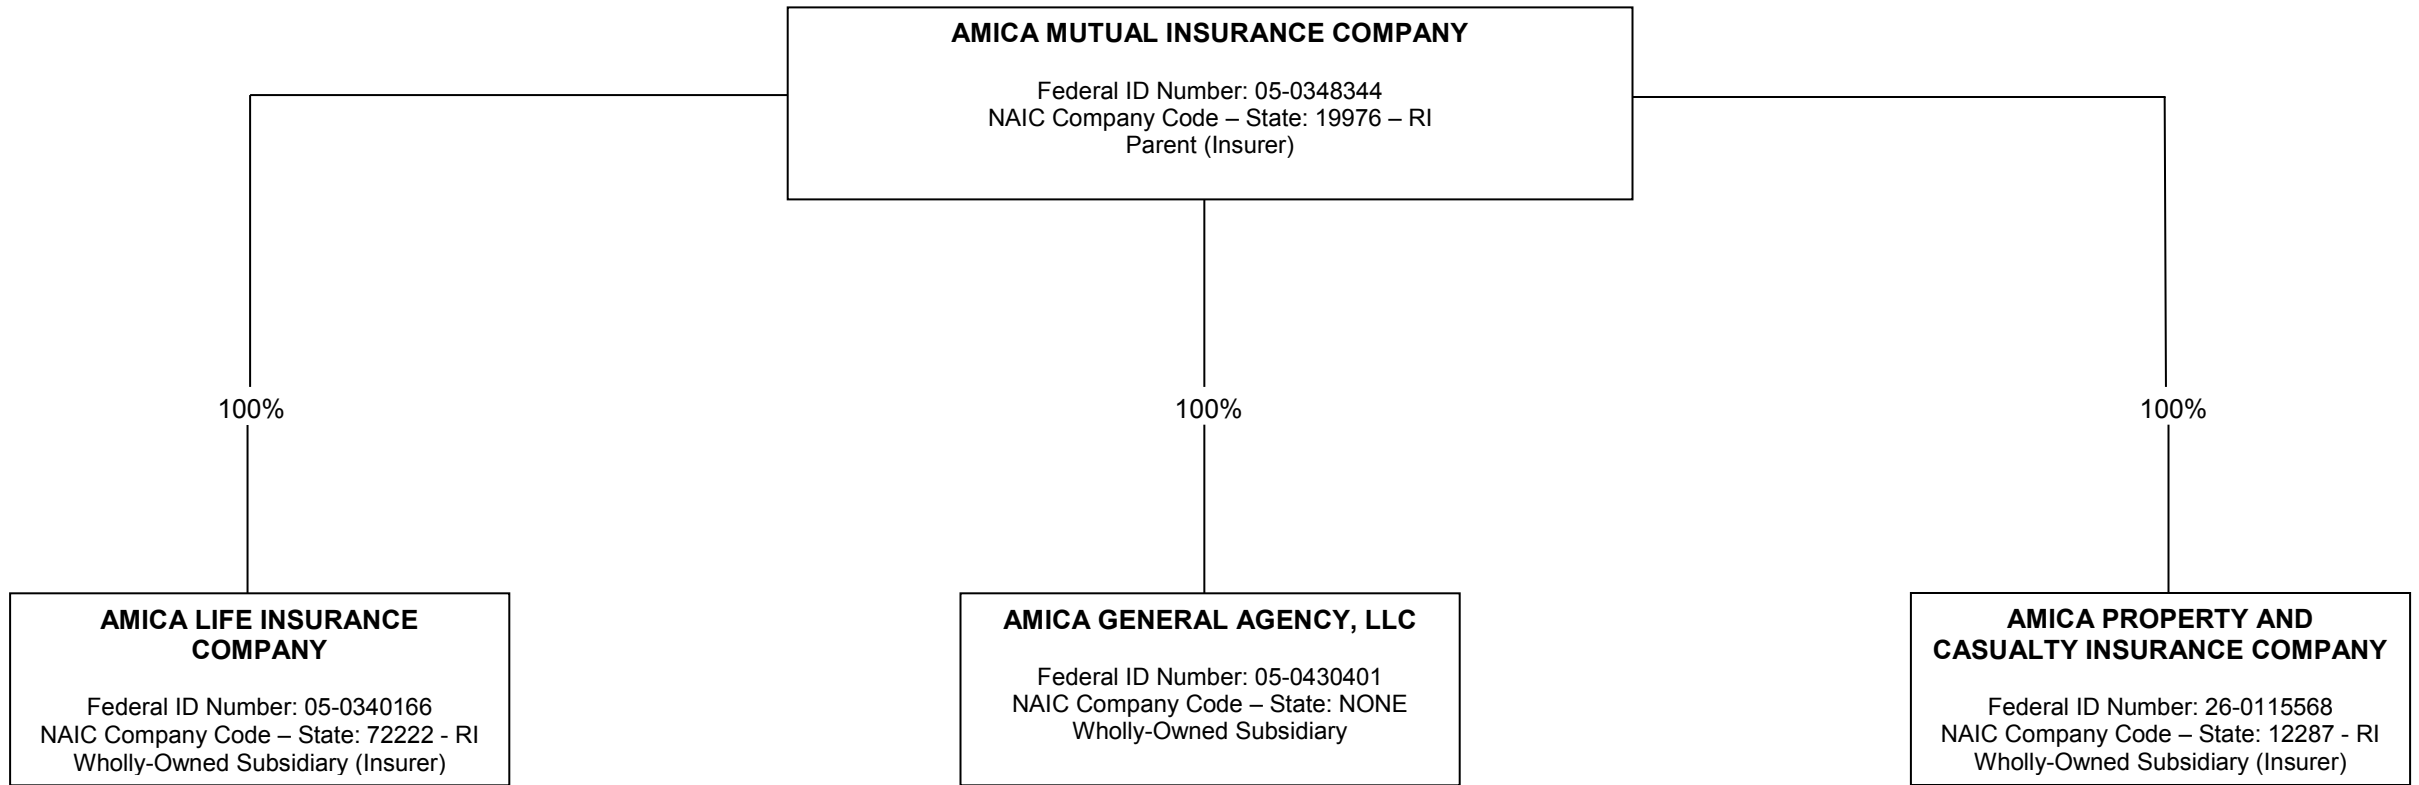 AMICA MUTUAL INSURANCE COMPANY
Federal ID Number: 05-0348344
NAIC Company Code – State: 19976 – RI
Parent (Insurer)
100%
100%
100%
AMICA LIFE INSURANCE
COMPANY
Federal ID Number: 05-0340166
NAIC Company Code – State: 72222 - RI
Wholly-Owned Subsidiary (Insurer)
AMICA GENERAL AGENCY, LLC
Federal ID Number: 05-0430401
NAIC Company Code – State: NONE
Wholly-Owned Subsidiary
AMICA PROPERTY AND
CASUALTY INSURANCE COMPANY
Federal ID Number: 26-0115568
NAIC Company Code – State: 12287 - RI
Wholly-Owned Subsidiary (Insurer)